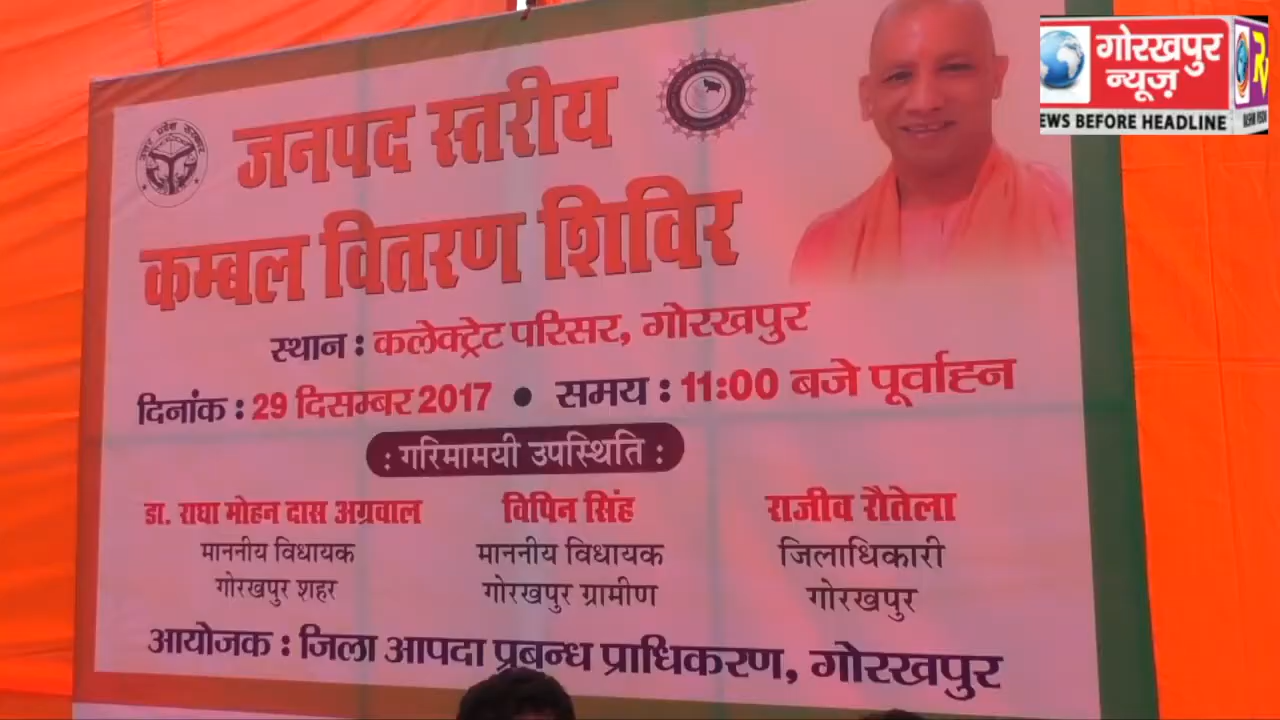 गोरखपुर
न्यूज़
EWS BEFORE HEADLINE
जनपद स्तरीय
कम्बल वितरण शिविर
स्थान : कलेक्ट्रेट परिसर, गोरखपुर
दिनांक : 29 दिसम्बर 2017 • समय : 11:00 बजे पूर्वाह्न
: गरिमामयी उपस्थिति :
डा. राधा मोहन दास अग्रवाल
माननीय विधायक
गोरखपुर शहर
विपिन सिंह
माननीय विधायक
गोरखपुर ग्रामीण
राजीव रौतेला
जिलाधिकारी
गोरखपुर
आयोजक : जिला आपदा प्रबन्ध प्राधिकरण, गोरखपुर